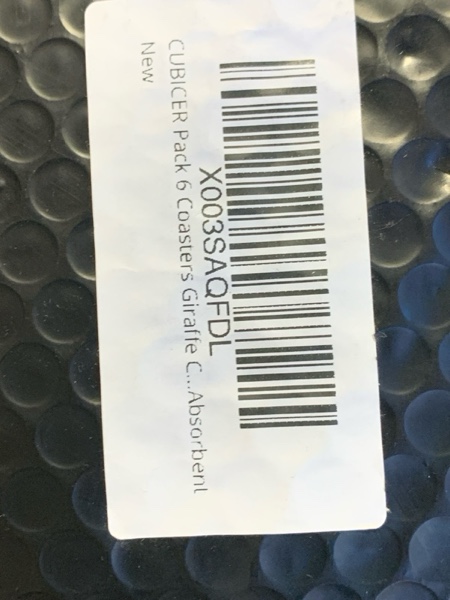 X003SAQFDL
CUBICER Pack 6 Coasters Giraffe C...Absorbent
New